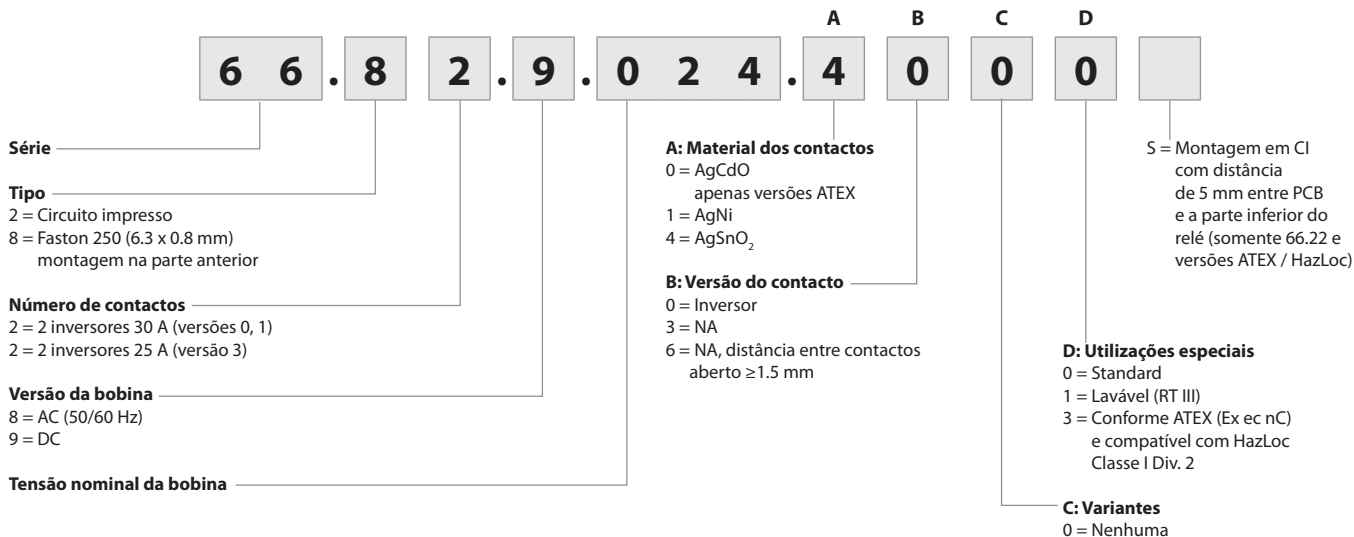 A B C D
6 6 . 8 2 . 9 . 0 2 4 . 4 0 0 0
Série
Tipo
2 = Circuito impresso
8 = Faston 250 (6.3 x 0.8 mm)
montagem na parte anterior
Número de contactos
2 = 2 inversores 30 A (versões 0, 1)
2 = 2 inversores 25 A (versão 3)
Versão da bobina
8 = AC (50/60 Hz)
9 = DC
Tensão nominal da bobina
A: Material dos contactos
0 = AgCdO
apenas versões ATEX
1 = AgNi
4 = AgSnO₂
B: Versão do contacto
0 = Inversor
3 = NA
6 = NA, distância entre contactos
aberto ≥1.5 mm
S = Montagem em CI
com distância
de 5 mm entre PCB
e a parte inferior do
relé (somente 66.22 e
versões ATEX / HazLoc)
D: Utilizações especiais
0 = Standard
1 = Lavável (RT III)
3 = Conforme ATEX (Ex ec nC)
e compatível com HazLoc
Classe I Div. 2
C: Variantes
0 = Nenhuma